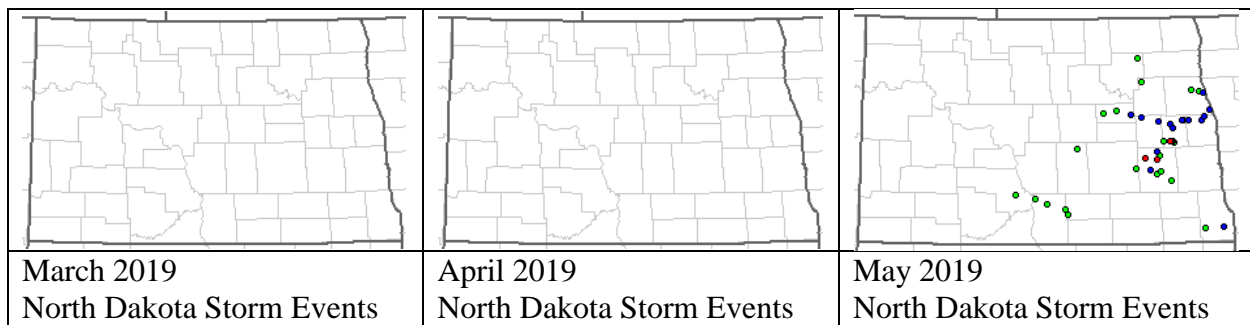 March 2019
North Dakota Storm Events
April 2019
North Dakota Storm Events
May 2019
North Dakota Storm Events